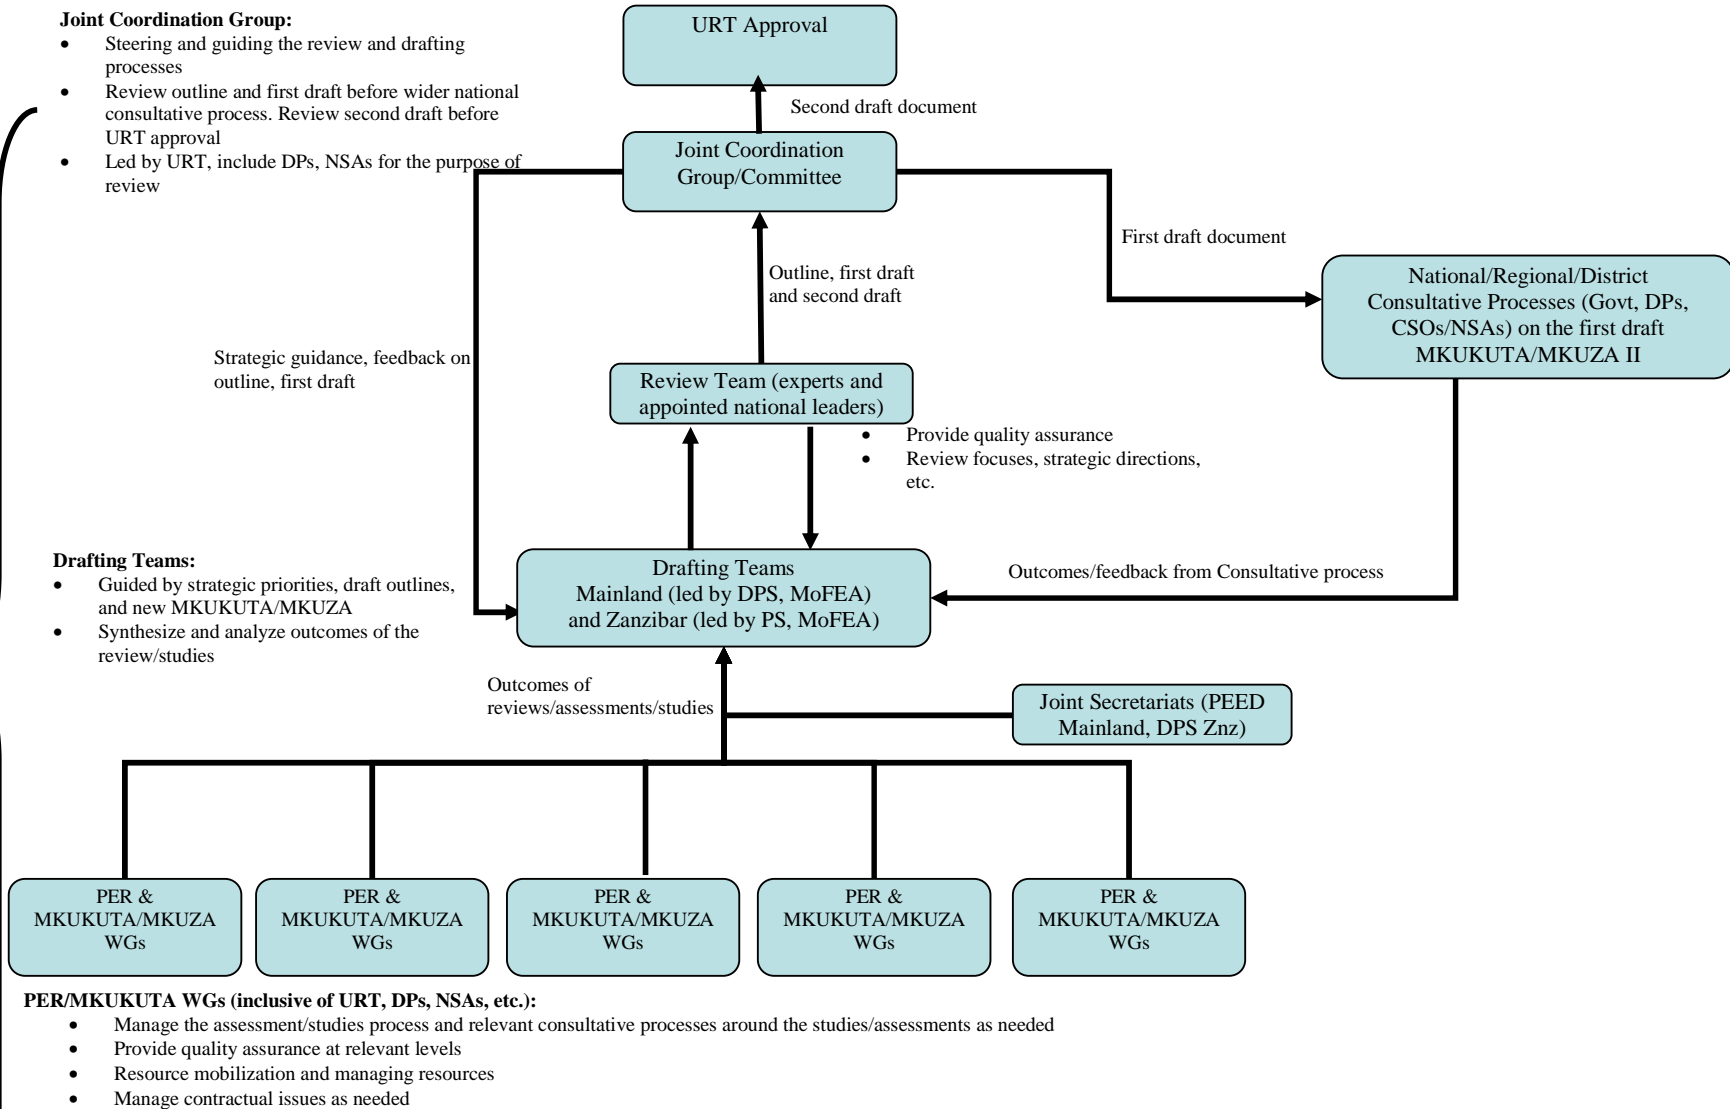 Joint Coordination Group:
• Steering and guiding the review and drafting
processes
• Review outline and first draft before wider national
consultative process. Review second draft before
URT approval
• Led by URT, include DPs, NSAs for the purpose of
review
URT Approval
Second draft document
Joint Coordination
Group/Committee
First draft document
Outline, first draft
and second draft
National/Regional/District
Consultative Processes (Govt, DPs,
CSOs/NSAs) on the first draft
MKUKUTA/MKUZA II
Strategic guidance, feedback on
outline, first draft
Review Team (experts and
appointed national leaders)
• Provide quality assurance
• Review focuses, strategic directions,
etc.
Drafting Teams:
• Guided by strategic priorities, draft outlines,
and new MKUKUTA/MKUZA
• Synthesize and analyze outcomes of the
review/studies
Drafting Teams
Mainland (led by DPS, MoFEA)
and Zanzibar (led by PS, MoFEA)
Outcomes/feedback from Consultative process
Outcomes of
reviews/assessments/studies
Joint Secretariats (PEED
Mainland, DPS Znz)
PER &
MKUKUTA/MKUZA
WGs
PER &
MKUKUTA/MKUZA
WGs
PER &
MKUKUTA/MKUZA
WGs
PER &
MKUKUTA/MKUZA
WGs
PER &
MKUKUTA/MKUZA
WGs
PER/MKUKUTA WGs (inclusive of URT, DPs, NSAs, etc.):
• Manage the assessment/studies process and relevant consultative processes around the studies/assessments as needed
• Provide quality assurance at relevant levels
• Resource mobilization and managing resources
• Manage contractual issues as needed